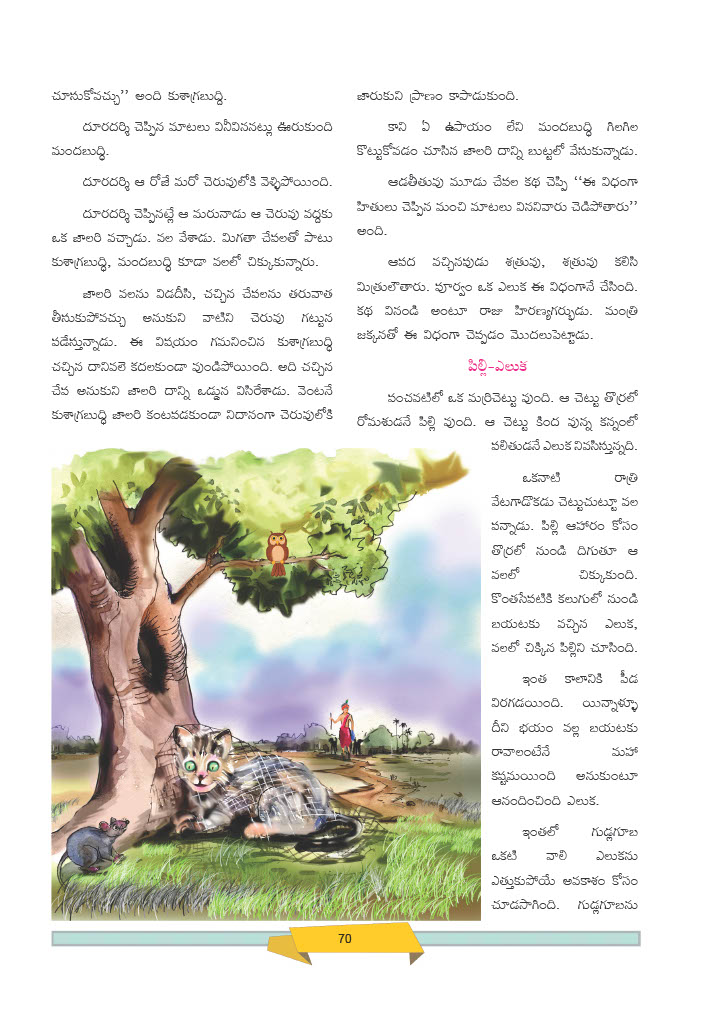 చూసుకోవచ్చు'' అంది కుశాగ్రబుద్ధి.
దూరదర్శి చెప్పిన మాటలు వినీవిననట్లు ఊరుకుంది
మందబుద్ధి.
దూరదర్శి ఆ రోజే మరో చెరువులోకి వెళ్ళిపోయింది.
దూరదర్శి చెప్పినట్లే ఆ మరునాడు ఆ చెరువు వద్దకు
ఒక జాలరి వచ్చాడు. వల వేశాడు. మిగతా చేపలతో పాటు
కుశాగ్రబుద్ధి, మందబుద్ధి కూడా వలలో చిక్కుకున్నారు.
జాలరి వలను విడదీసి, చచ్చిన చేపలను తరువాత
తీసుకుపోవచ్చు అనుకుని వాటిని చెరువు గట్టున
పడేస్తున్నాడు. ఈ విషయం గమనించిన కుశాగ్రబుద్ధి
చచ్చిన దానివలె కదలకుండా వుండిపోయింది. అది చచ్చిన
చేప అనుకుని జాలరి దాన్ని ఒడ్డున విసిరేశాడు. వెంటనే
కుశాగ్రబుద్ధి జాలరి కంటపడకుండా నిదానంగా చెరువులోకి
జారుకుని ప్రాణం కాపాడుకుంది.
కాని ఏ ఉపాయం లేని మందబుద్ధి గిలగిల
కొట్టుకోవడం చూసిన జాలరి దాన్ని బుట్టలో వేసుకున్నాడు.
ఆడతీతువు మూడు చేపల కథ చెప్పి ``ఈ విధంగా
హితులు చెప్పిన మంచి మాటలు విననివారు చెడిపోతారు''
అంది.
ఆపద వచ్చినపుడు శత్రువు, శత్రువు కలిసి
మిత్రులౌతారు. పూర్వం ఒక ఎలుక ఈ విధంగానే చేసింది.
కథ వినండి అంటూ రాజు హిరణ్యగర్భుడు. మంత్రి
జక్కనతో ఈ విధంగా చెప్పడం మొదలుపెట్టాడు.
పిల్లి-ఎలుక
పంచవటిలో ఒక మర్రిచెట్టు వుంది. ఆ చెట్టు తొర్రలో
రోమశుడనే పిల్లి వుంది. ఆ చెట్టు కింద వున్న కన్నంలో
పలితుడనే ఎలుక నివసిస్తున్నది.
ఒకనాటి రాత్రి
వేటగాడొకడు చెట్టుచుట్టూ వల
పన్నాడు. పిల్లి ఆహారం కోసం
తొర్రలో నుండి దిగుతూ ఆ
వలలో చిక్కుకుంది.
కొంతసేపటికి కలుగులో నుండి
బయటకు వచ్చిన ఎలుక,
వలలో చిక్కిన పిల్లిని చూసింది.
ఇంత కాలానికి పీడ
విరగడయింది. యిన్నాళ్ళూ
దీని భయం వల్ల బయటకు
రావాలంటేనే మహా
కష్టమయింది అనుకుంటూ
ఆనందించింది ఎలుక.
ఇంతలో గుడ్లగూబ
ఒకటి వాలి ఎలుకను
ఎత్తుకుపోయే అవకాశం కోసం
చూడసాగింది. గుడ్లగూబను
70